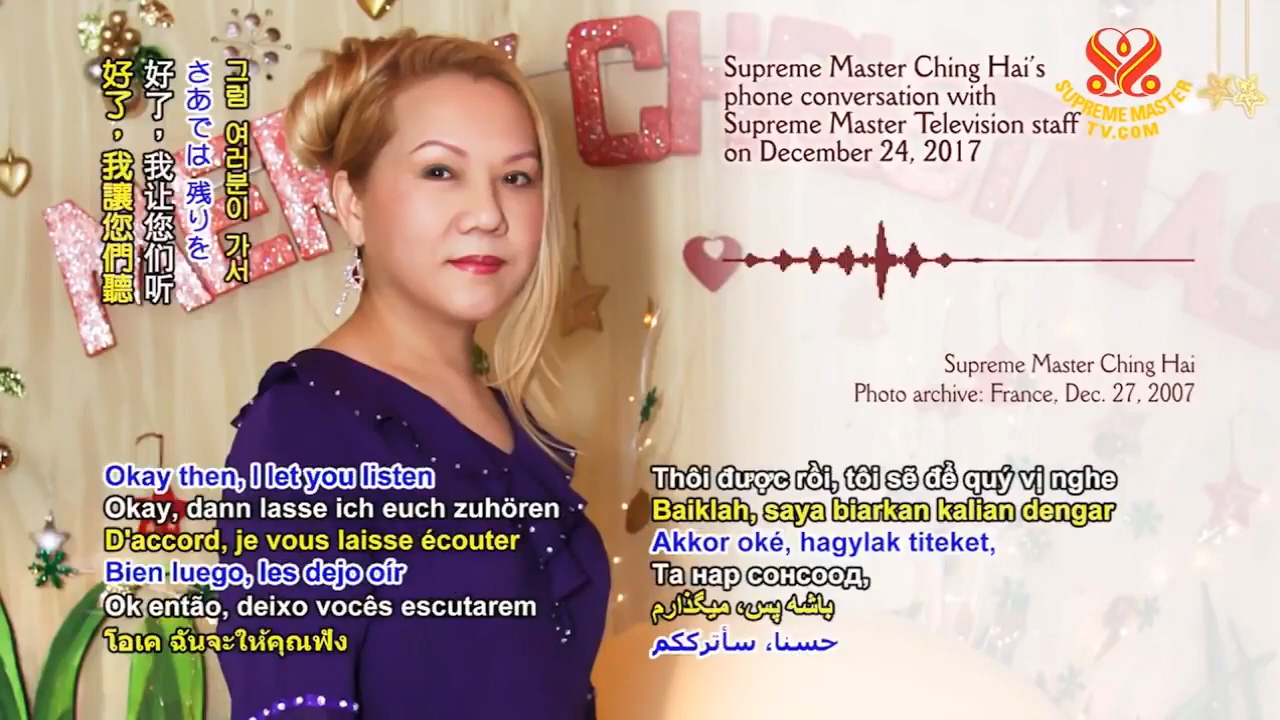 好了，我讓您們聽
好了，我让您们听
さあでは残りを
그럼 여러분이 가서
MERRY CHRISTMAS
Supreme Master Ching Hai's
phone conversation with
Supreme Master Television staff
on December 24, 2017
SUPREME MASTER
TV.COM
Supreme Master Ching Hai
Photo archive: France, Dec. 27, 2007
Okay then, I let you listen
Okay, dann lasse ich euch zuhören
D'accord, je vous laisse écouter
Bien luego, les dejo oír
Ok então, deixo vocês escutarem
โอเค ฉันจะให้คุณฟัง
Thôi được rồi, tôi sẽ để quý vị nghe
Baiklah, saya biarkan kalian dengar
Akkor oké, hagylak titeket,
Та нар сонсоод,
باشه پس، میگذارم
حسنا، سأترككم